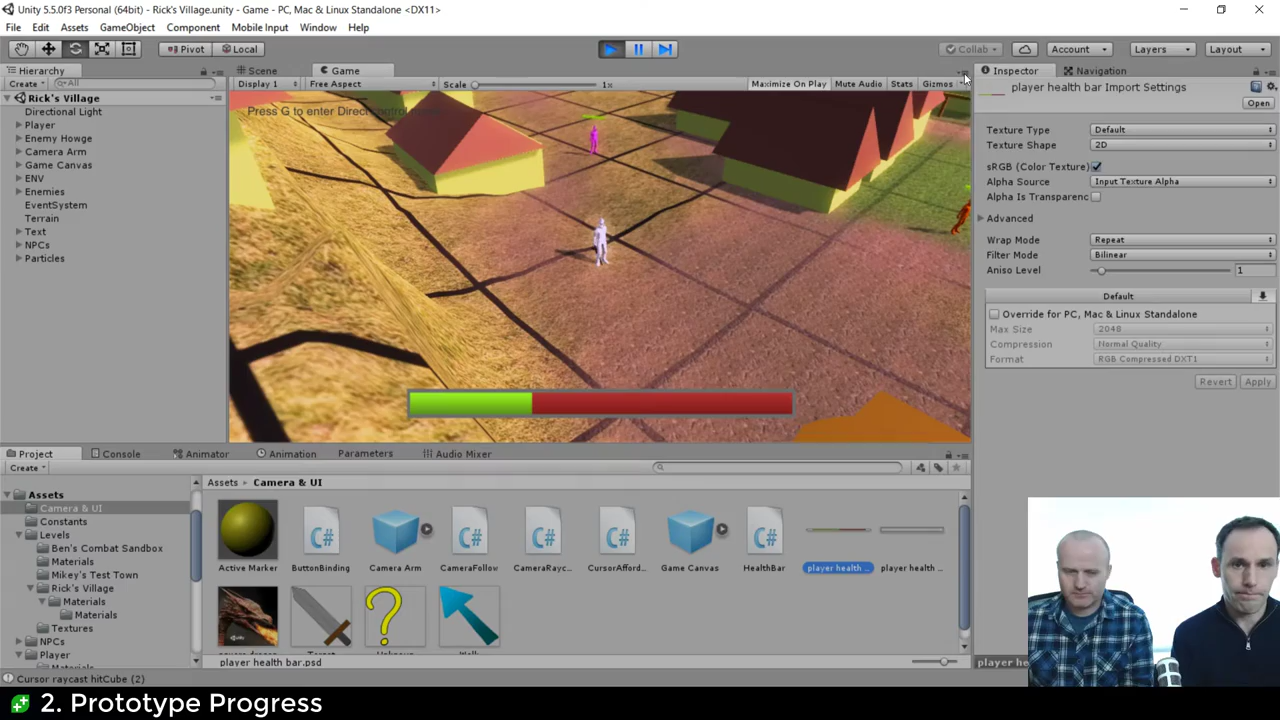 Unity 5.5.0f3 Personal (64bit) - Rick's Village.unity - Game - PC, Mac & Linux Standalone <DX11>
File Edit Assets GameObject Component Mobile Input Window Help
Pivot Local Collab Account Layers Layout
Hierarchy
Create All
Rick's Village
Directional Light
Player
Enemy Howge
Camera Arm
Game Canvas
ENV
Enemies
EventSystem
Terrain
Text
NPCs
Particles
Scene Game
Display 1 Free Aspect Scale 1x Maximize On Play Mute Audio Stats Gizmos
Press G to enter Direct
Inspector Navigation
player health bar Import Settings
Open
Texture Type Default
Texture Shape 2D
sRGB (Color Texture)
Alpha Source Input Texture Alpha
Alpha Is Transparenc
Advanced
Wrap Mode Repeat
Filter Mode Bilinear
Aniso Level 1
Default
Override for PC, Mac & Linux Standalone
Max Size 2048
Compression Normal Quality
Format RGB Compressed DXT1
Revert Apply
Project Console Animator Animation Parameters Audio Mixer
Create
Assets
Camera & UI
Constants
Levels
Ben's Combat Sandbox
Materials
Mikey's Test Town
Rick's Village
Materials
Materials
Textures
NPCs
Player
Assets Camera & UI
Active Marker ButtonBinding Camera Arm CameraFollow CameraRayc... CursorAfford... Game Canvas HealthBar player health ... player health ...
player health bar.psd
player he
Cursor raycast hitCube (2)
2. Prototype Progress